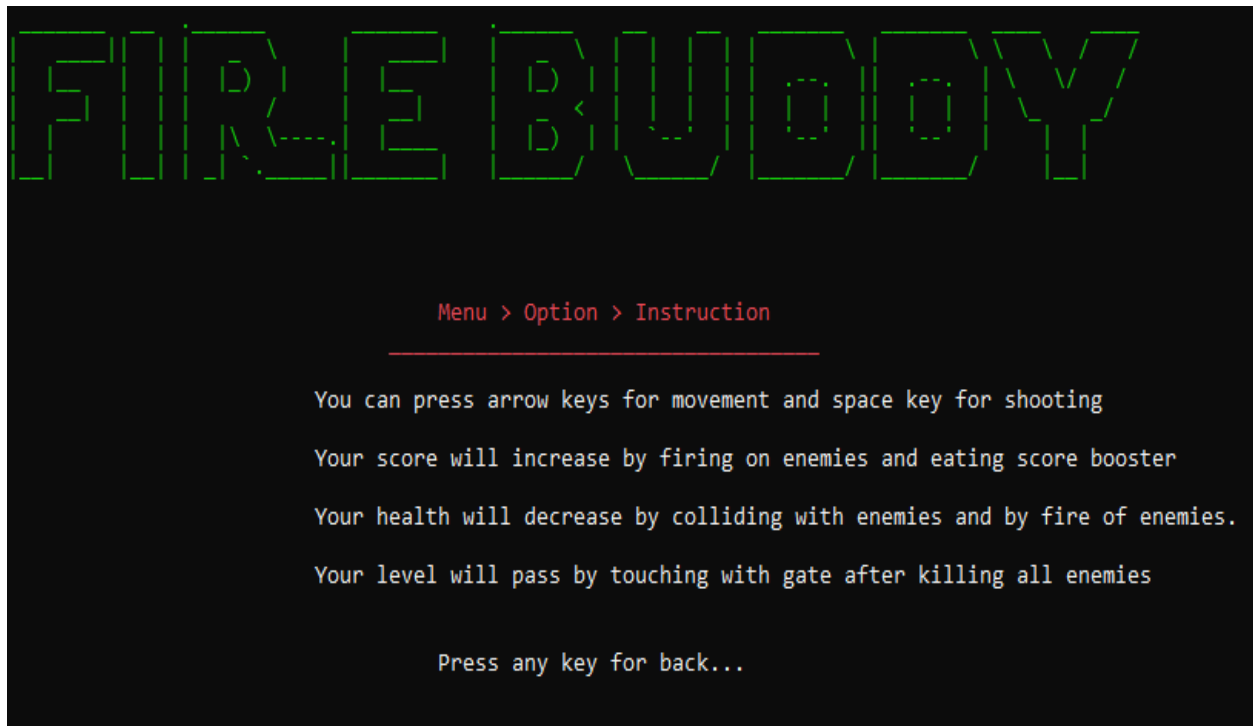 FIRE BUDDY
Menu > Option > Instruction
You can press arrow keys for movement and space key for shooting
Your score will increase by firing on enemies and eating score booster
Your health will decrease by colliding with enemies and by fire of enemies.
Your level will pass by touching with gate after killing all enemies
Press any key for back...